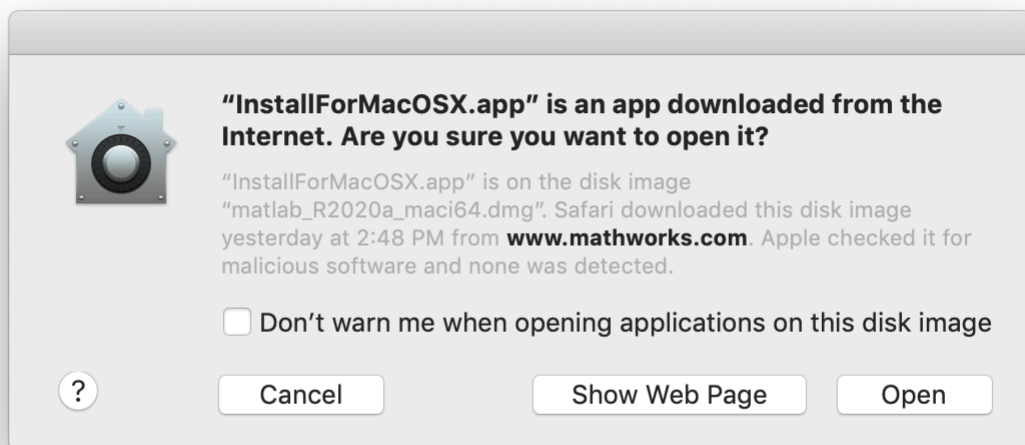 “InstallForMacOSX.app” is an app downloaded from the
Internet. Are you sure you want to open it?
“InstallForMacOSX.app” is on the disk image
“matlab_R2020a_maci64.dmg”. Safari downloaded this disk image
yesterday at 2:48 PM from www.mathworks.com. Apple checked it for
malicious software and none was detected.
Don’t warn me when opening applications on this disk image
? Cancel Show Web Page Open